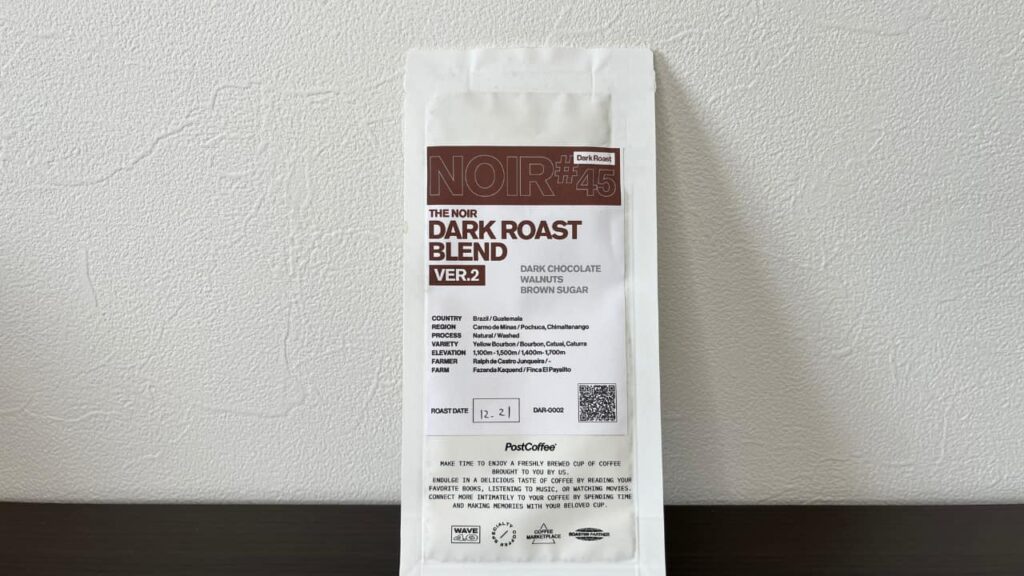 NOIR#45
Dark Roast
THE NOIR
DARK ROAST
BLEND
VER.2
DARK CHOCOLATE
WALNUTS
BROWN SUGAR
COUNTRY Brazil / Guatemala
REGION Carmo de Minas / Pochuca, Chimaltenango
PROCESS Natural / Washed
VARIETY Yellow Bourbon / Bourbon, Catuai, Caturra
ELEVATION 1,100m - 1,500m / 1,400m- 1,700m
FARMER Ralph de Castro Junqueira / -
FARM Fazenda Kaquend / Finca El Payalito
ROAST DATE 12. 21 DAR-0002
PostCoffee
MAKE TIME TO ENJOY A FRESHLY BREWED CUP OF COFFEE
BROUGHT TO YOU BY US.
ENDULGE IN A DELICIOUS TASTE OF COFFEE BY READING YOUR
FAVORITE BOOKS, LISTENING TO MUSIC, OR WATCHING MOVIES.
CONNECT MORE INTIMATELY TO YOUR COFFEE BY SPENDING TIME
AND MAKING MEMORIES WITH YOUR BELOVED CUP.
WAVE
4.0
SPECIALTY COFFEE
COFFEE
MARKETPLACE
ROASTER PARTNER